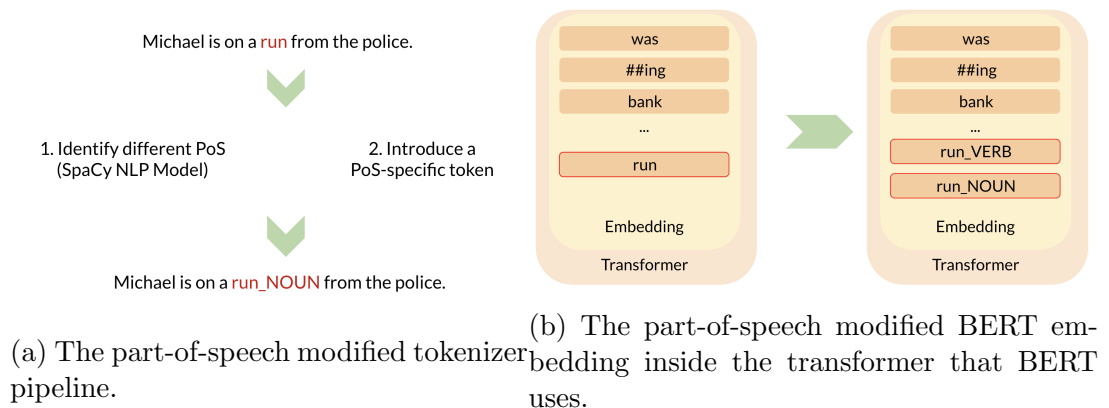 Michael is on a run from the police.
1. Identify different PoS
(SpaCy NLP Model)
2. Introduce a
PoS-specific token
Michael is on a run_NOUN from the police.
(a) The part-of-speech modified tokenizer
pipeline.
was
##ing
bank
...
run
Embedding
Transformer
was
##ing
bank
...
run_VERB
run_NOUN
Embedding
Transformer
(b) The part-of-speech modified BERT em-
bedding inside the transformer that BERT
uses.